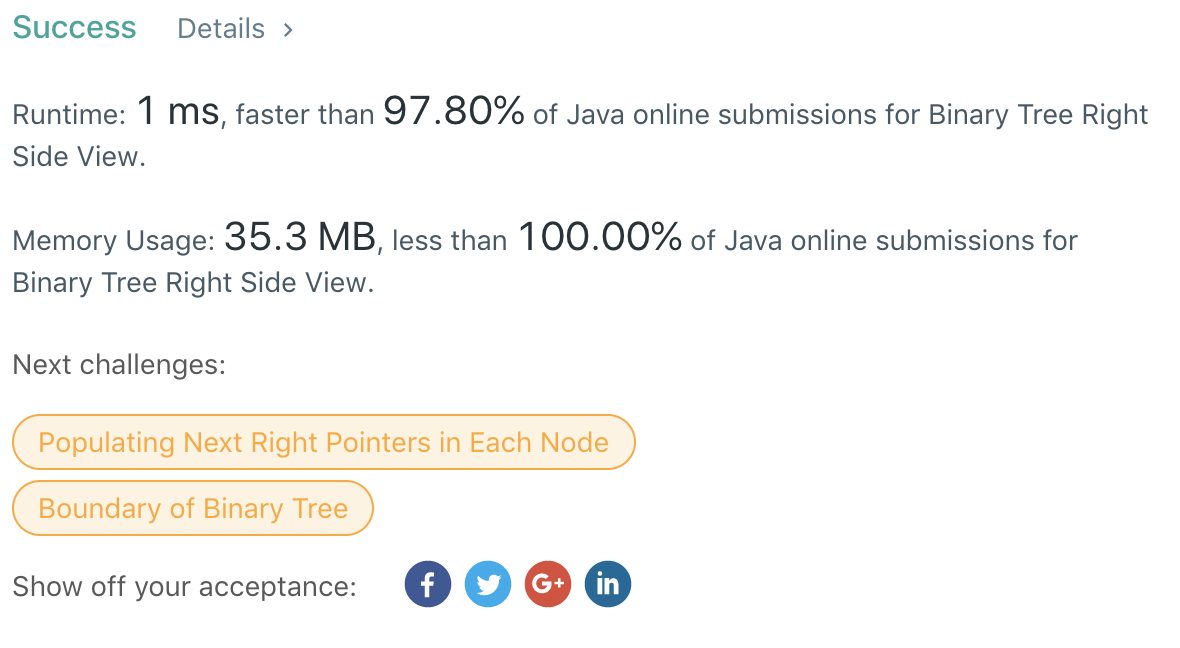 Success Details >
Runtime: 1 ms, faster than 97.80% of Java online submissions for Binary Tree Right
Side View.
Memory Usage: 35.3 MB, less than 100.00% of Java online submissions for
Binary Tree Right Side View.
Next challenges:
Populating Next Right Pointers in Each Node
Boundary of Binary Tree
Show off your acceptance: f G+ in